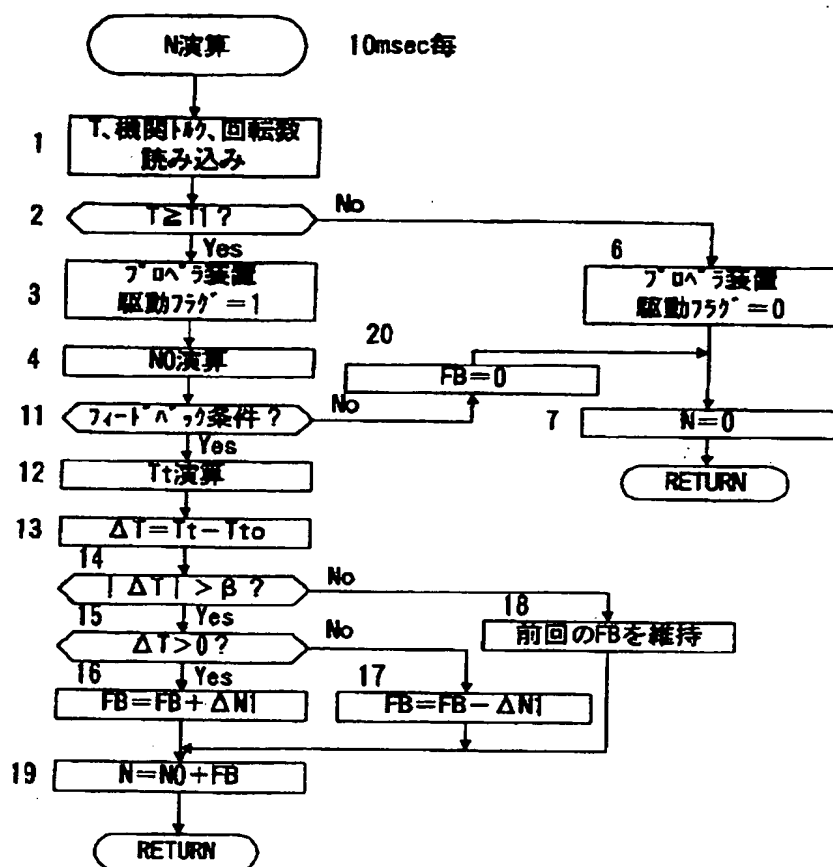 N演算
10msec毎
1
T、機関トルク、回転数
読み込み
2
T≧T1?
No
Yes
3
プロペラ装置
駆動フラグ=1
6
プロペラ装置
駆動フラグ=0
4
N0演算
20
FB=0
11
フィードバック条件?
No
Yes
7
N=0
RETURN
12
Tt演算
13
ΔT=Tt-Tto
14
|ΔT|>β?
No
Yes
15
ΔT>0?
No
Yes
18
前回のFBを維持
16
FB=FB+ΔN1
17
FB=FB-ΔN1
19
N=N0+FB
RETURN